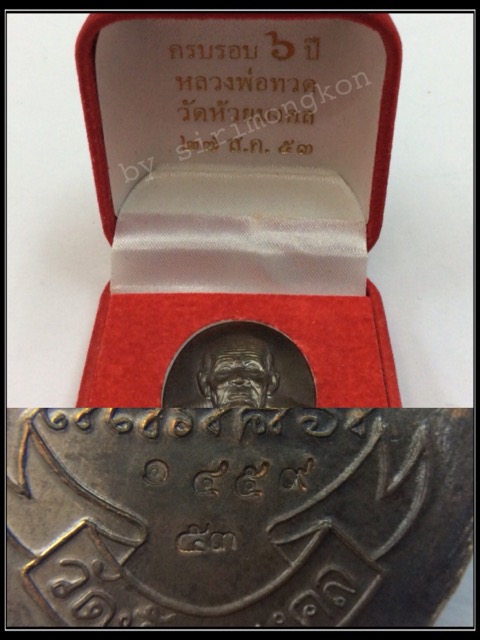 ครบรอบ ๖ ปี
หลวงพ่อทวด
วัดห้วยมงคล
๒๗ ส.ค. ๕๓
by sirimongkon
๑ ๔๕๙
๕๓